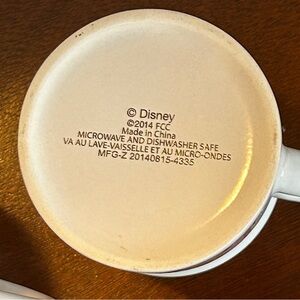 © Disney
©2014 FCC
Made in China
MICROWAVE AND DISHWASHER SAFE
VA AU LAVE-VAISSELLE ET AU MICRO-ONDES
MFG-Z 20140815-4335